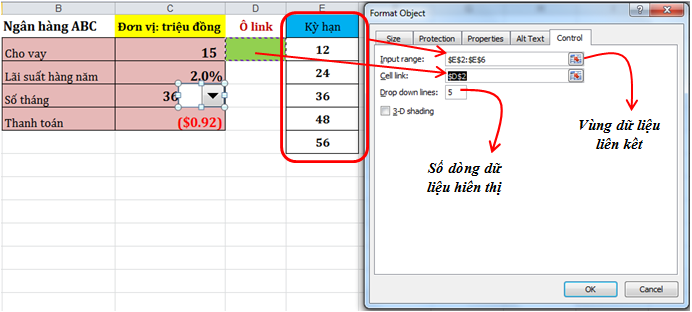 B C D E
Ngân hàng ABC Đơn vị: triệu đồng Ô link Kỳ hạn
Cho vay 15 12
Lãi suất hàng năm 2.0% 24
Số tháng 36 36
Thanh toán ($0.92) 48
56
Format Object
Size Protection Properties Alt Text Control
Input range: $E$2:$E$6
Cell link: $D$2
Drop down lines: 5
3-D shading
Vùng dữ liệu
liên kêt
Số dòng dữ
liệu hiên thị
OK Cancel